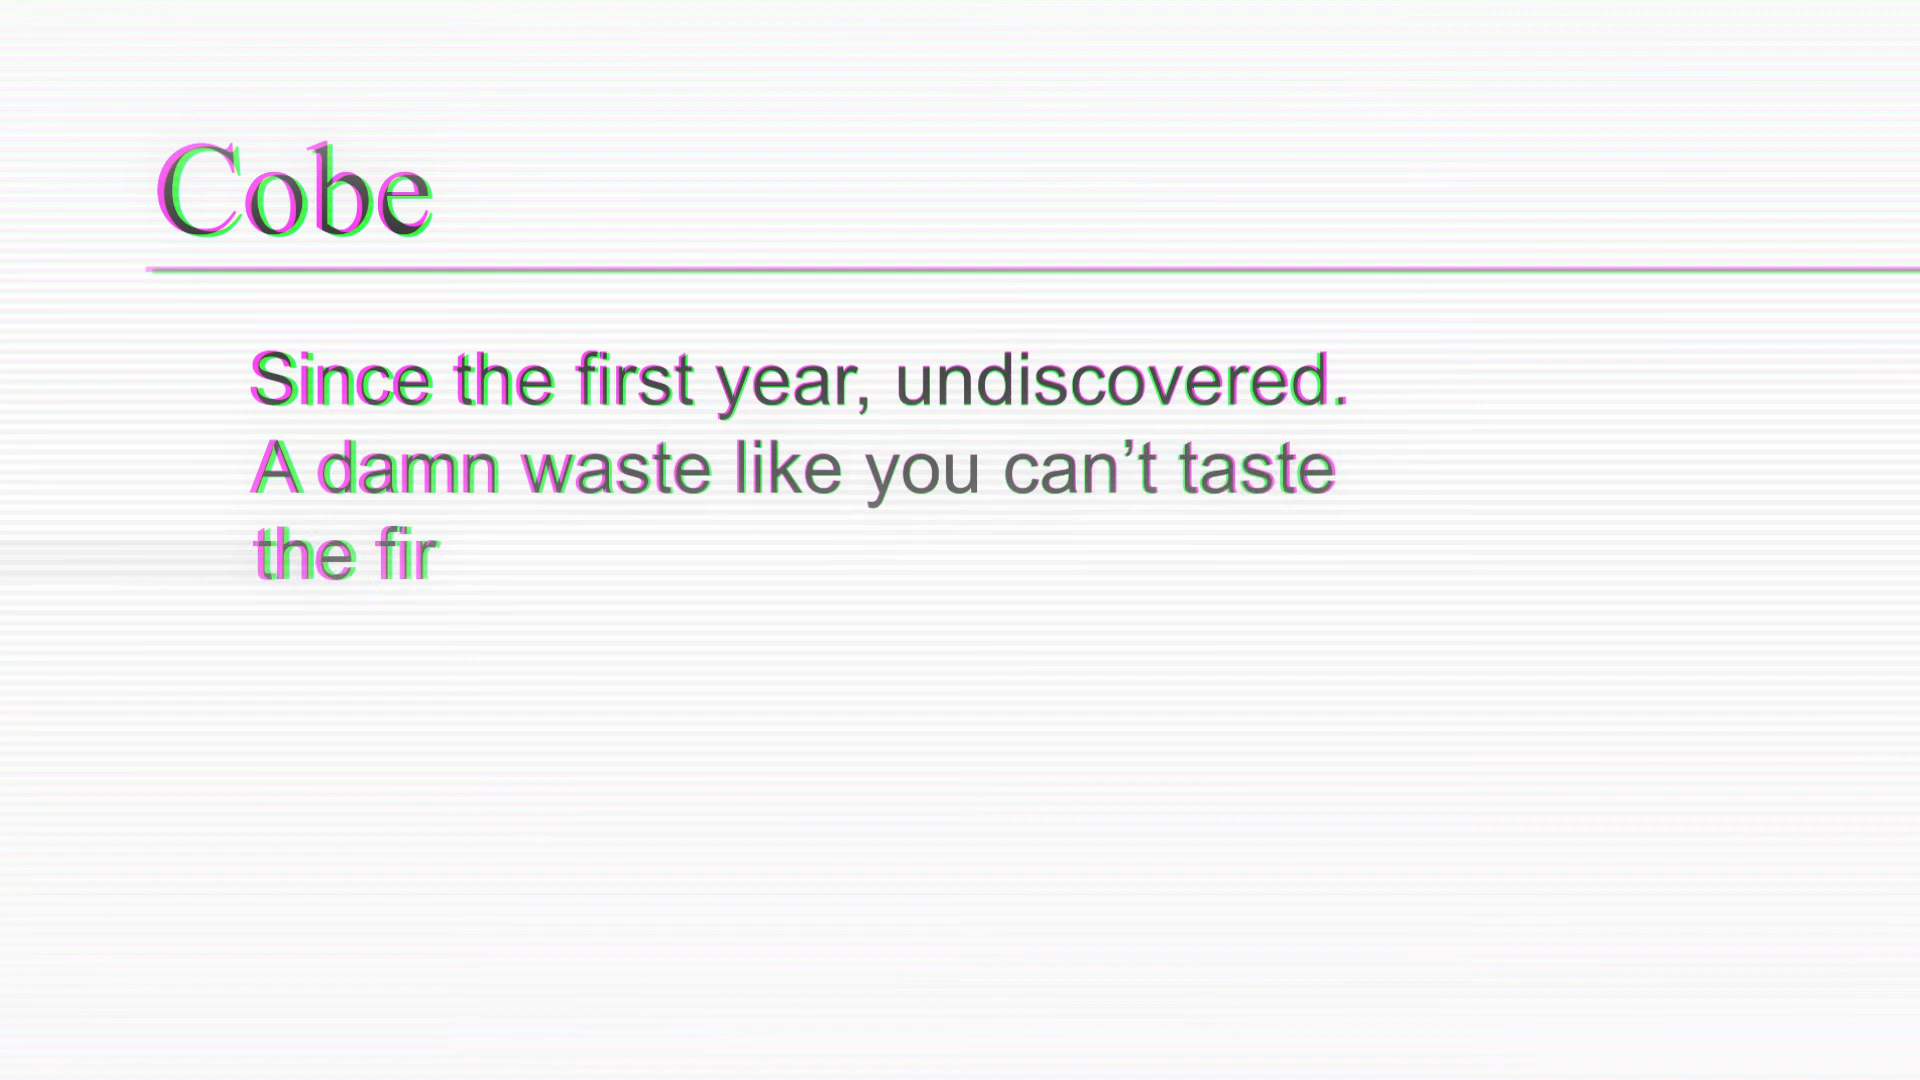 Cobe
Since the first year, undiscovered.
A damn waste like you can’t taste
the fir